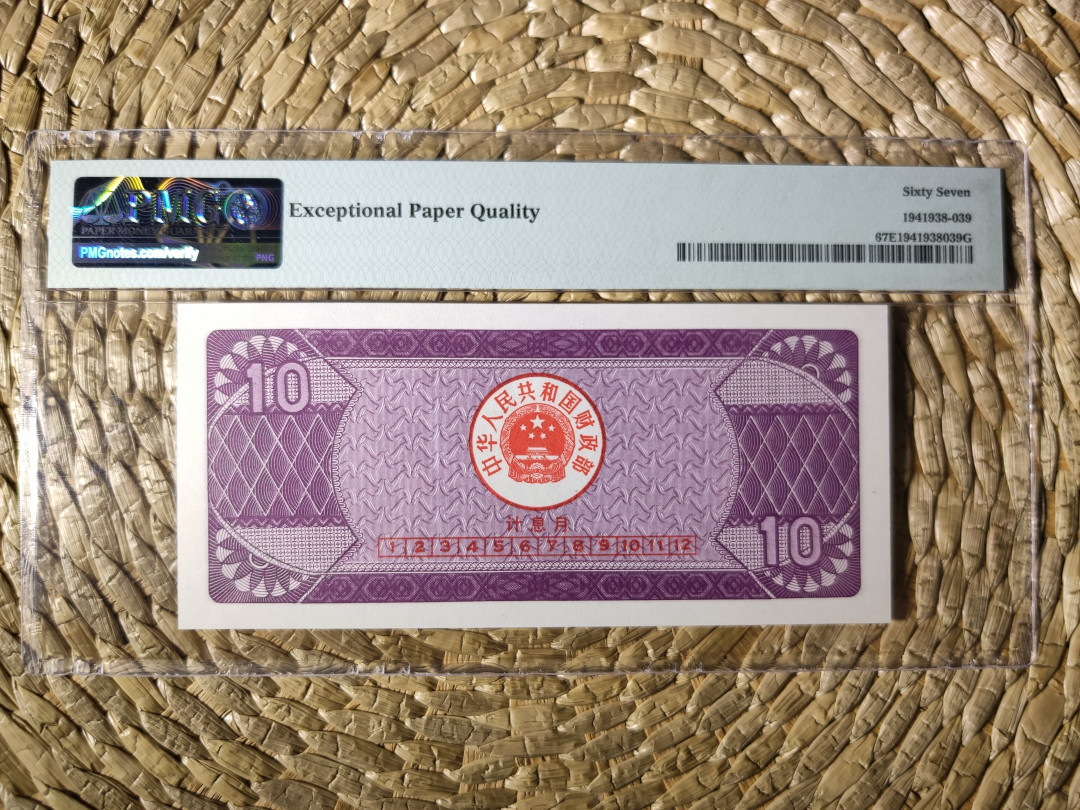 PMG
PAPER MONEY GUARANTY
PMGnotes.com/verify
PNG
Exceptional Paper Quality
Sixty Seven
1941938-039
67E1941938039G
10
中华人民共和国财政部
计息月
1 2 3 4 5 6 7 8 9 10 11 12
10